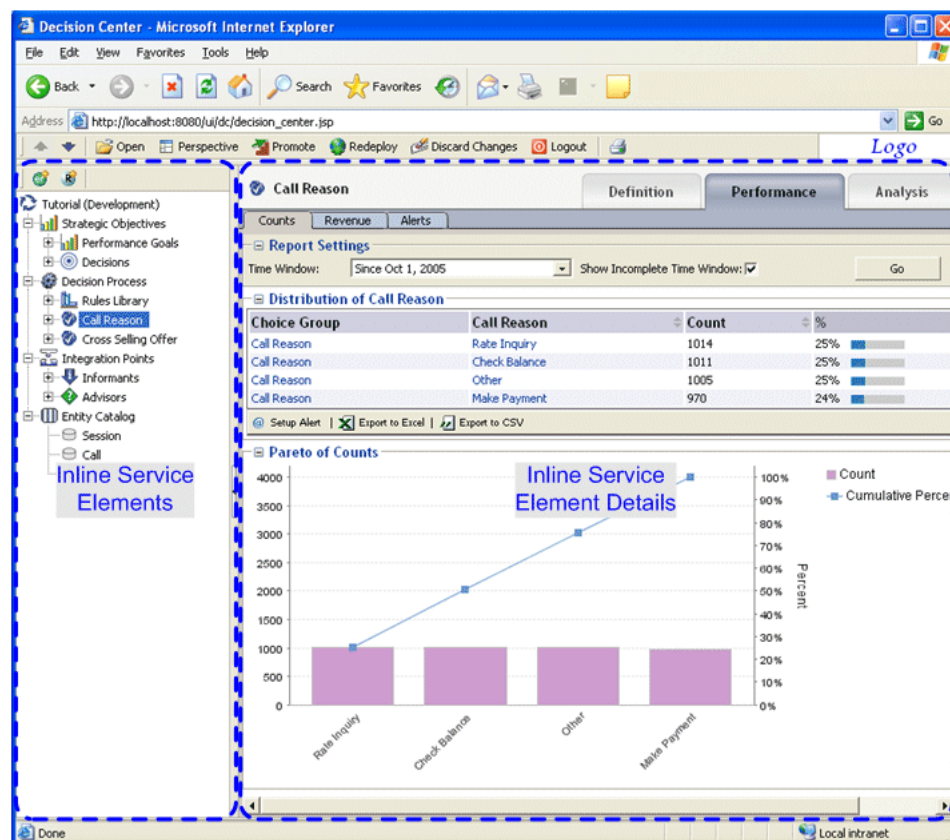 Decision Center - Microsoft Internet Explorer
File Edit View Favorites Tools Help
Back Search Favorites
Address http://localhost:8080/ui/dc/decision_center.jsp Go
Open Perspective Promote Redeploy Discard Changes Logout Logo
Tutorial (Development)
Strategic Objectives
Performance Goals
Decisions
Decision Process
Rules Library
Call Reason
Cross Selling Offer
Integration Points
Informants
Advisors
Entity Catalog
Session
Call
Inline Service
Elements
Call Reason Definition Performance Analysis
Counts Revenue Alerts
Report Settings
Time Window: Since Oct 1, 2005 Show Incomplete Time Window: Go
Distribution of Call Reason
Choice Group Call Reason Count %
Call Reason Rate Inquiry 1014 25%
Call Reason Check Balance 1011 25%
Call Reason Other 1005 25%
Call Reason Make Payment 970 24%
Setup Alert | Export to Excel | Export to CSV
Pareto of Counts
Inline Service
Element Details
4000
3500
3000
2500
2000
1500
1000
500
0
100%
90%
80%
70%
60%
50%
40%
30%
20%
10%
0%
Percent
Count
Cumulative Perce
Rate Inquiry
Check Balance
Other
Make Payment
Done Local intranet